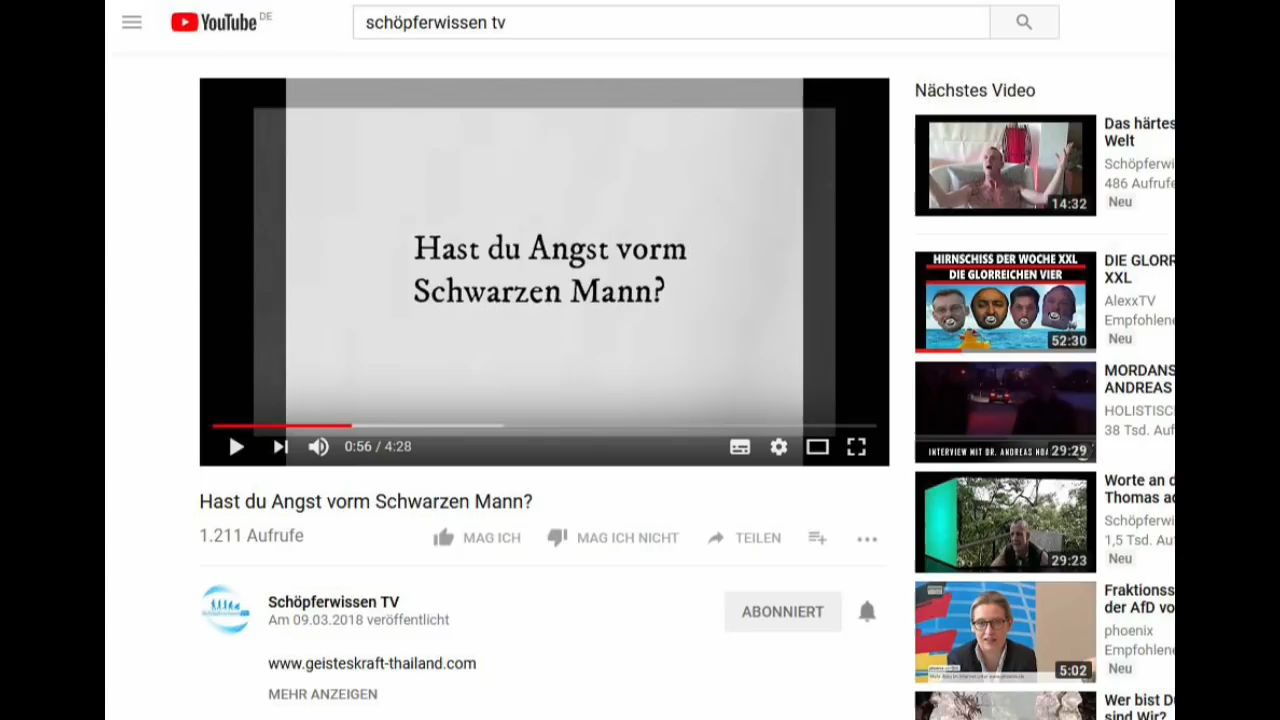 YouTube DE
schöpferwissen tv
Hast du Angst vorm
Schwarzen Mann?
0:56 / 4:28
Hast du Angst vorm Schwarzen Mann?
1.211 Aufrufe
MAG ICH
MAG ICH NICHT
TEILEN
Schöpferwissen TV
Am 09.03.2018 veröffentlicht
ABONNIERT
www.geisteskraft-thailand.com
MEHR ANZEIGEN
Nächstes Video
14:32
Das härtes
Welt
Schöpferwi
486 Aufrufe
Neu
HIRNSCHISS DER WOCHE XXL
DIE GLORREICHEN VIER
52:30
DIE GLORR
XXL
AlexxTV
Empfohlene
Neu
INTERVIEW MIT DR. ANDREAS
29:29
MORDANS
ANDREAS
HOLISTISC
38 Tsd. Auf
29:23
Worte an d
Thomas ad
Schöpferwi
1,5 Tsd. Au
Neu
5:02
Fraktionss
der AfD vo
phoenix
Empfohlene
Neu
Wer bist D
sind Wir?